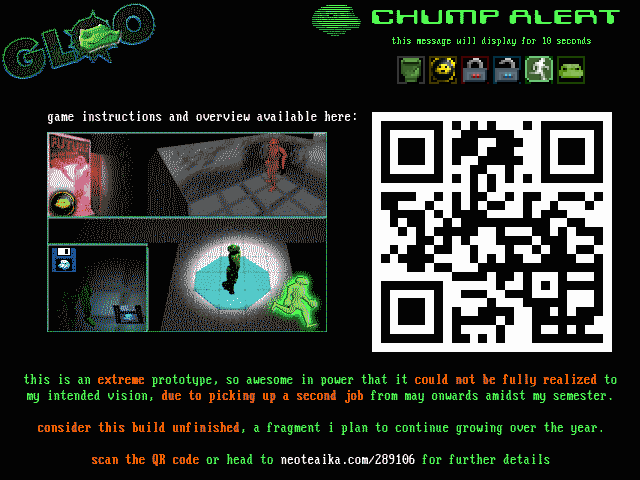 GLOO
CHUMP ALERT
this message will display for 10 seconds
game instructions and overview available here:
FUTURE
this is an extreme prototype, so awesome in power that it could not be fully realized to
my intended vision, due to picking up a second job from may onwards amidst my semester.
consider this build unfinished, a fragment i plan to continue growing over the year.
scan the QR code or head to neoteaika.com/289106 for further details